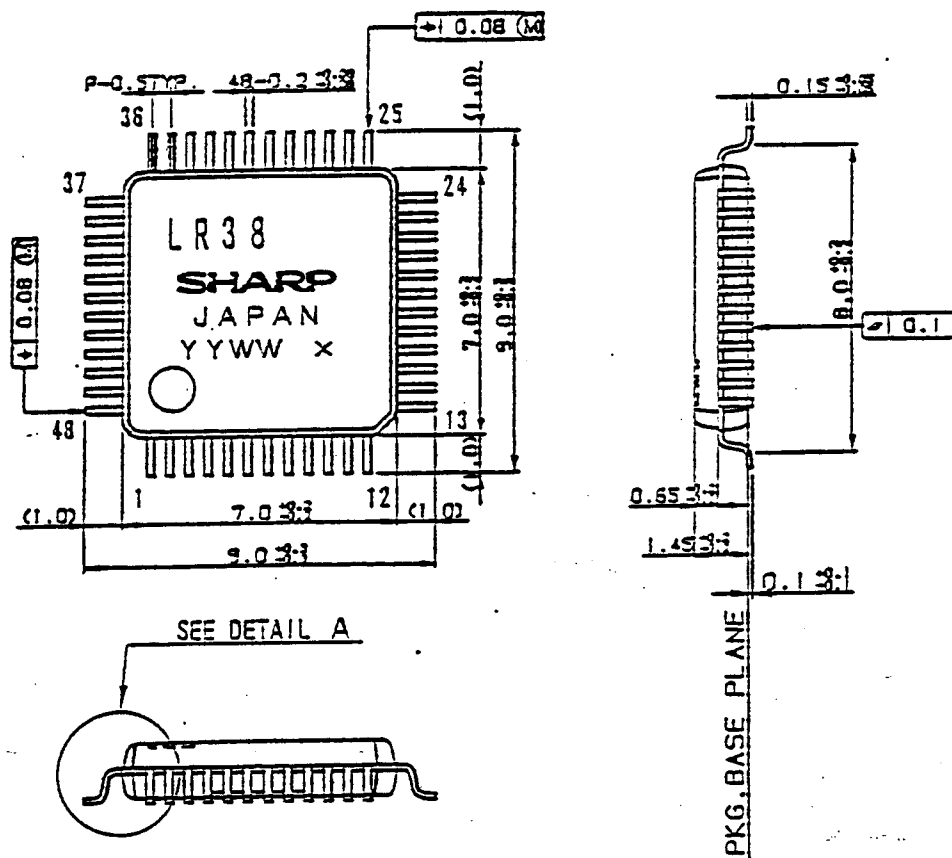 0.08 (M)
P-0.5TYP.
48-0.2
(1.0)
0.15
36
25
37
24
LR38
SHARP
JAPAN
YYWW ×
0.08 (M)
7.0
9.0
8.0
0.1
48
13
(1.0)
1
12
(1.0)
7.0
(1.0)
9.0
0.65
1.45
0.1
SEE DETAIL A
PKG.BASE PLANE